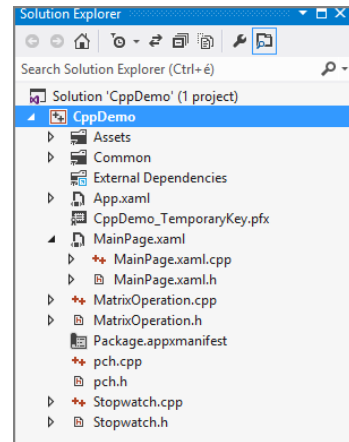 Solution Explorer
Search Solution Explorer (Ctrl+é)
Solution 'CppDemo' (1 project)
CppDemo
Assets
Common
External Dependencies
App.xaml
CppDemo_TemporaryKey.pfx
MainPage.xaml
MainPage.xaml.cpp
MainPage.xaml.h
MatrixOperation.cpp
MatrixOperation.h
Package.appxmanifest
pch.cpp
pch.h
Stopwatch.cpp
Stopwatch.h